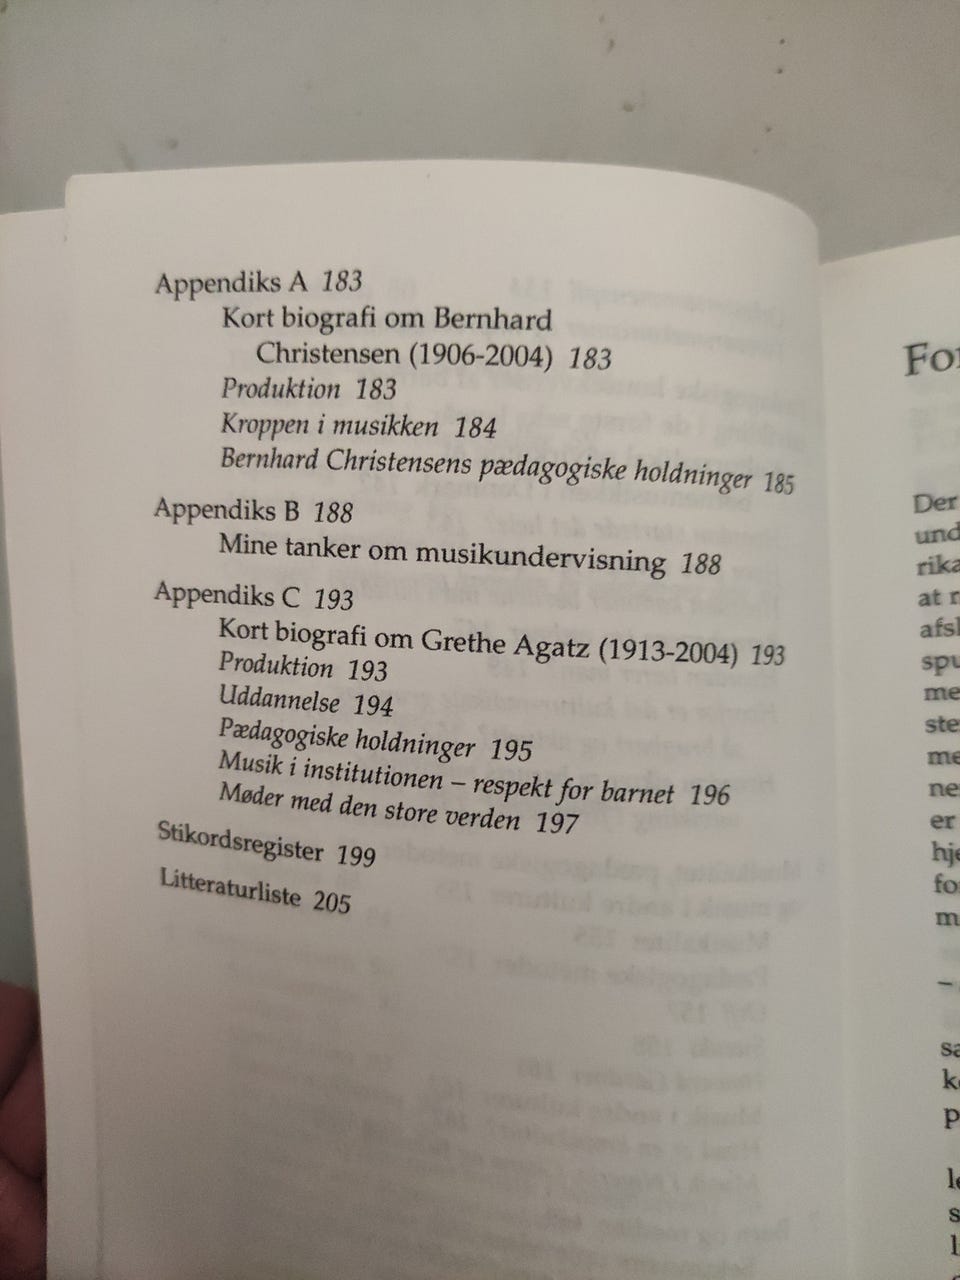 Appendiks A 183
Kort biografi om Bernhard
Christensen (1906-2004) 183
Produktion 183
Kroppen i musikken 184
Bernhard Christensens pædagogiske holdninger 185
Appendiks B 188
Mine tanker om musikundervisning 188
Appendiks C 193
Kort biografi om Grethe Agatz (1913-2004) 193
Produktion 193
Uddannelse 194
Pædagogiske holdninger 195
Musik i institutionen – respekt for barnet 196
Møder med den store verden 197
Stikordsregister 199
Litteraturliste 205
Der
at
er